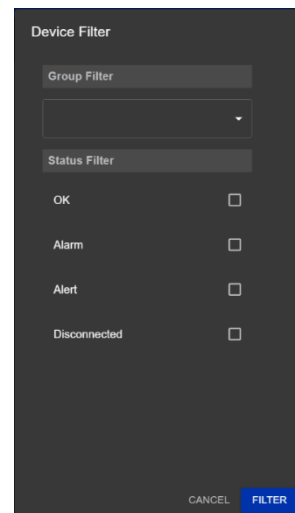 Device Filter
Group Filter
Status Filter
OK
Alarm
Alert
Disconnected
CANCEL FILTER